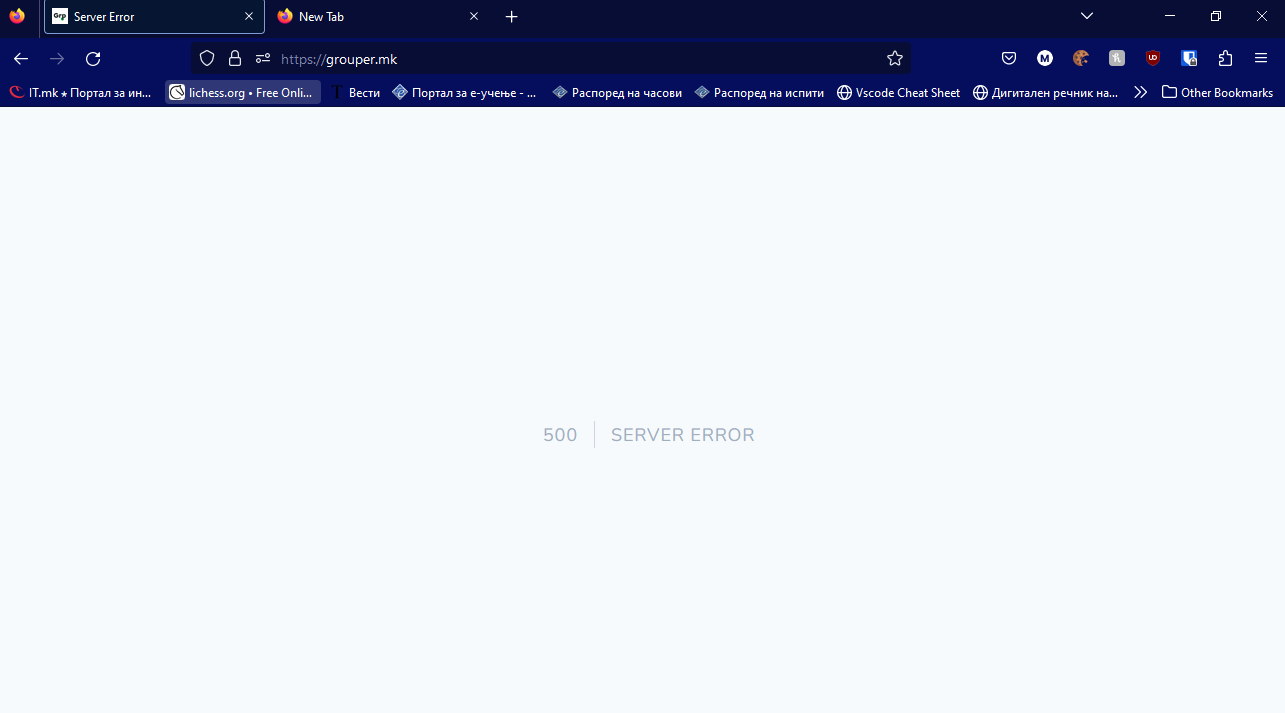 Grp Server Error
New Tab
https://grouper.mk
IT.mk ⋆ Портал за ин...
lichess.org • Free Onli...
Вести
Портал за е-учење - ...
Распоред на часови
Распоред на испити
Vscode Cheat Sheet
Дигитален речник на...
Other Bookmarks
500
SERVER ERROR